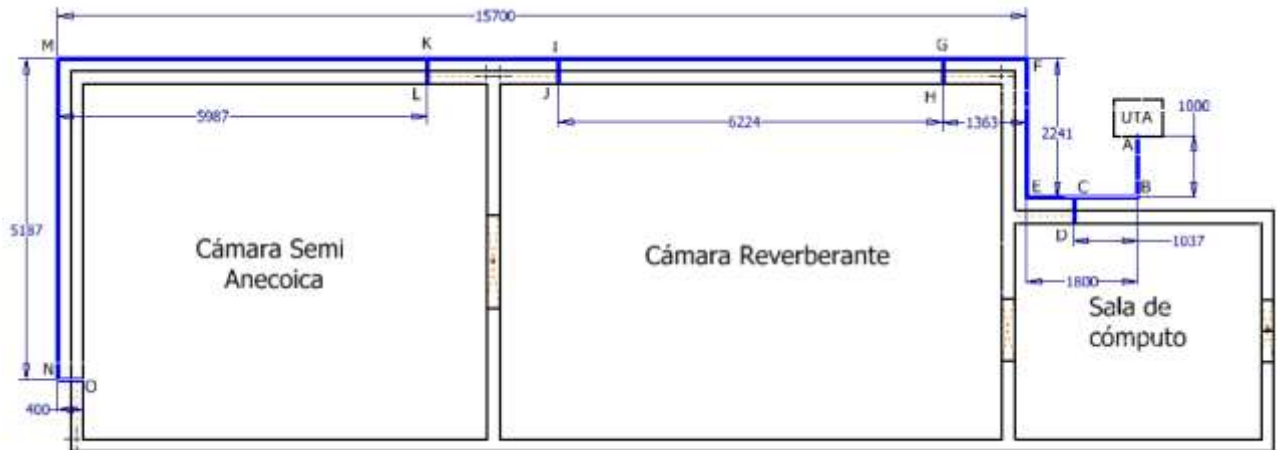 15700
M
K
I
G
F
L
J
H
5987
6224
1363
2241
UTA
1000
A
E
C
B
D
1037
1800
5187
Cámara Semi
Anecoica
Cámara Reverberante
Sala de
cómputo
N
O
400